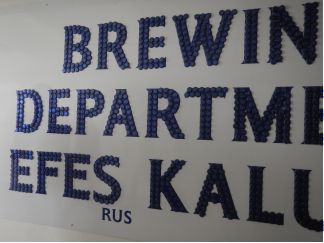 BREWIN
DEPARTME
EFES KALU
RUS